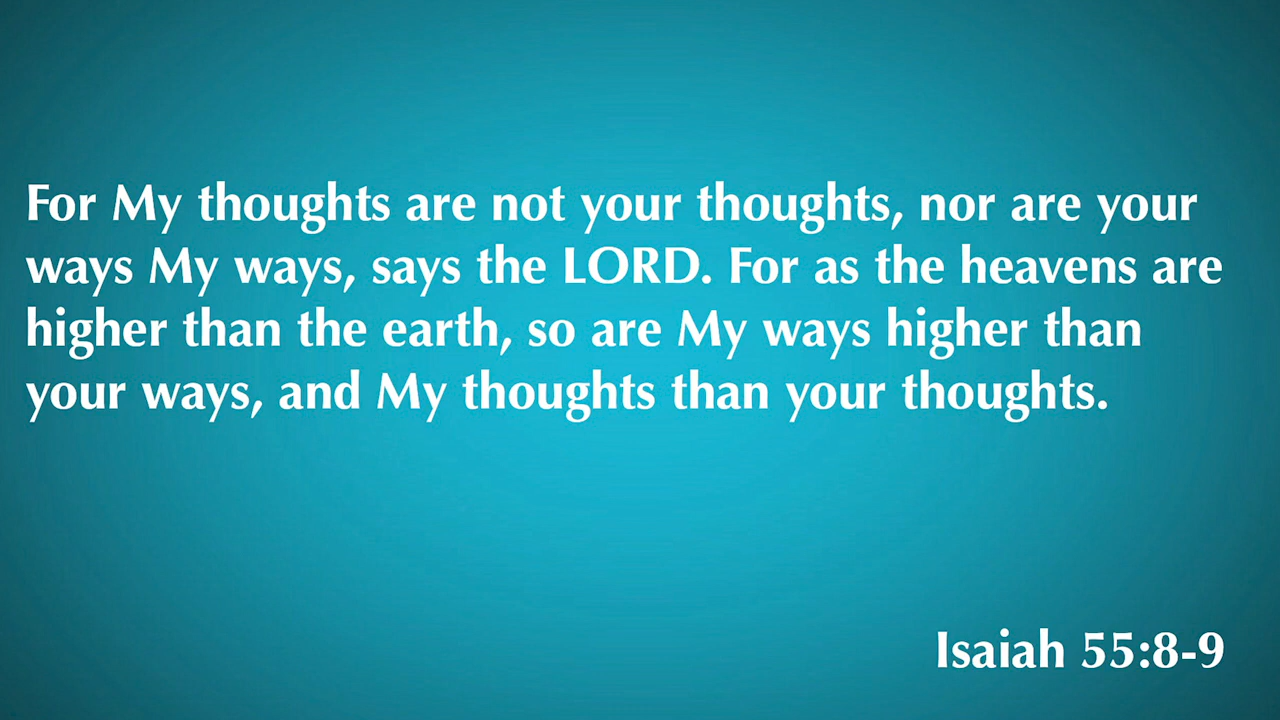 For My thoughts are not your thoughts, nor are your
ways My ways, says the LORD. For as the heavens are
higher than the earth, so are My ways higher than
your ways, and My thoughts than your thoughts.
Isaiah 55:8-9